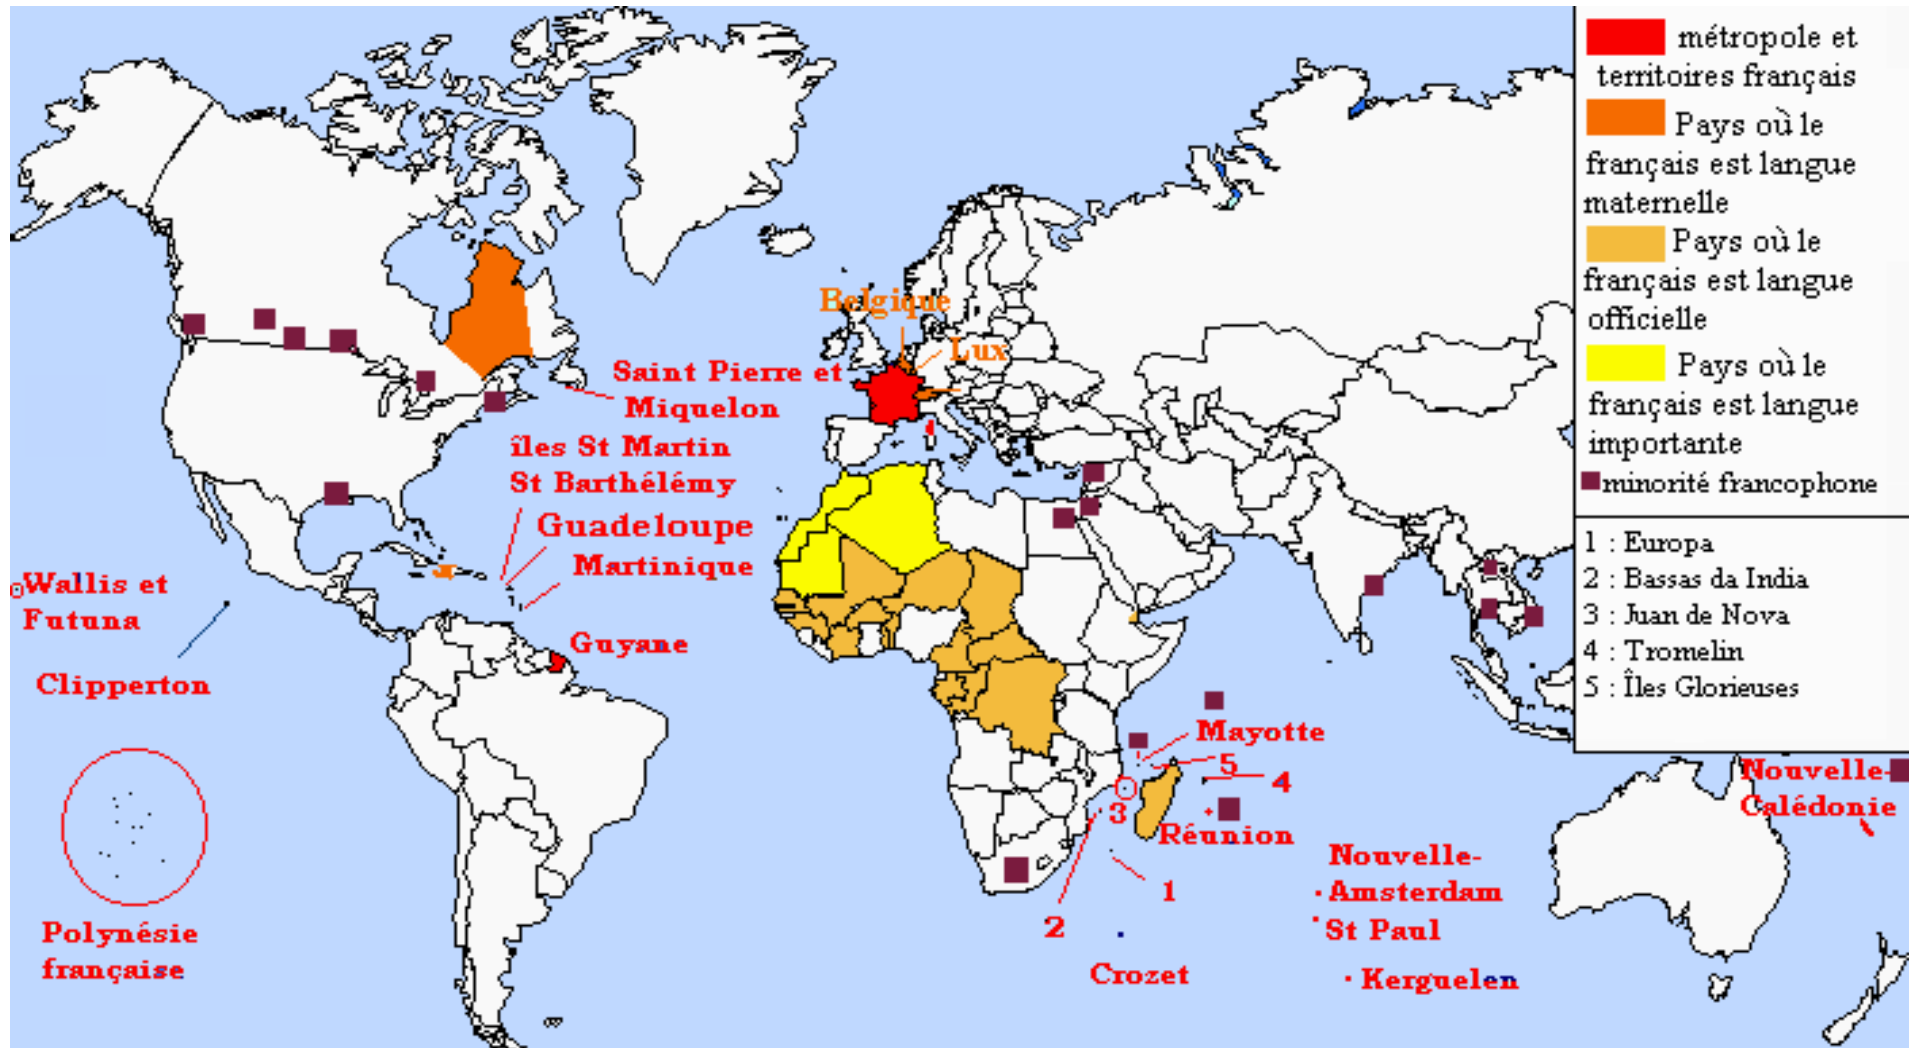 métropole et
territoires français
Pays où le
français est langue
maternelle
Pays où le
français est langue
officielle
Pays où le
français est langue
importante
minorité francophone
1 : Europa
2 : Bassas da India
3 : Juan de Nova
4 : Tromelin
5 : Îles Glorieuses
Belgique
Lux
Saint Pierre et
Miquelon
îles St Martin
St Barthélémy
Guadeloupe
Martinique
Wallis et
Futuna
Clipperton
Guyane
Polynésie
française
Mayotte
5
4
3
Réunion
1
2
Crozet
Nouvelle-
Amsterdam
St Paul
Kerguelen
Nouvelle-
Calédonie